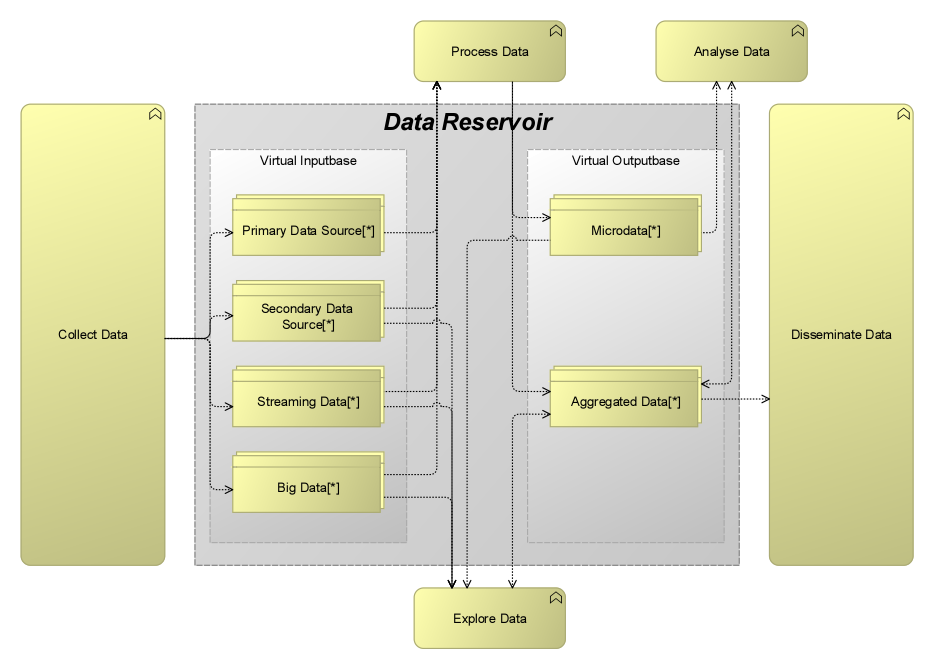 Process Data
Analyse Data
Data Reservoir
Virtual Inputbase
Virtual Outputbase
Primary Data Source[*]
Microdata[*]
Secondary Data
Source[*]
Collect Data
Disseminate Data
Streaming Data[*]
Aggregated Data[*]
Big Data[*]
Explore Data